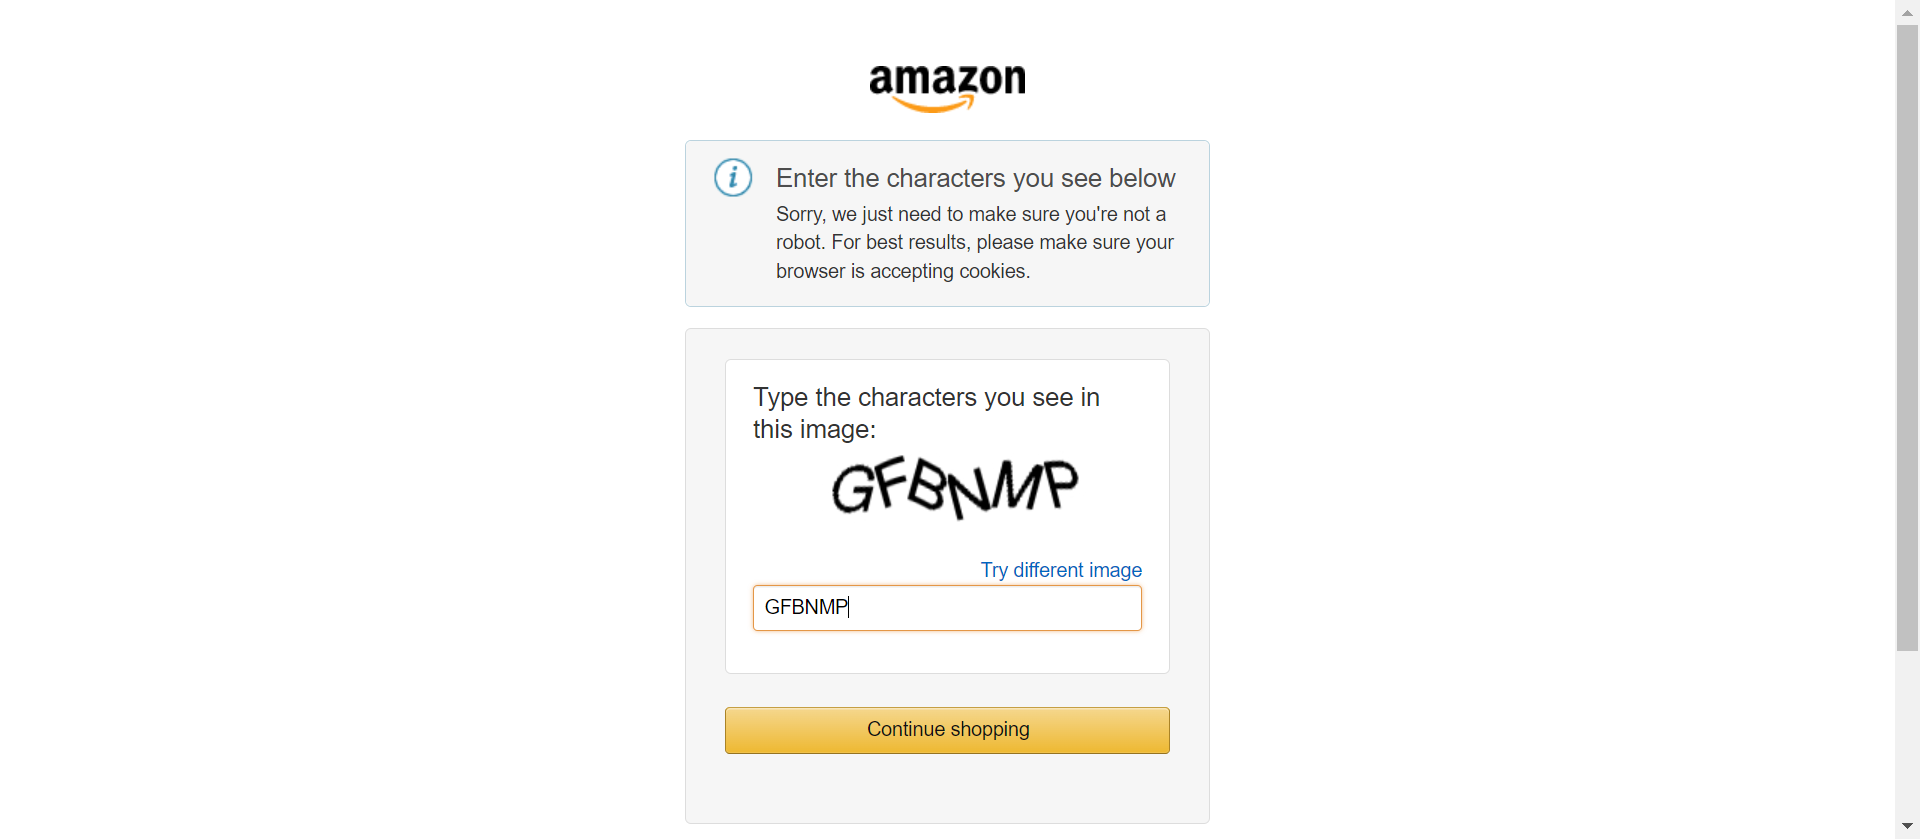 amazon
Enter the characters you see below
Sorry, we just need to make sure you're not a
robot. For best results, please make sure your
browser is accepting cookies.
Type the characters you see in
this image:
GFBNMP
Try different image
GFBNMP
Continue shopping